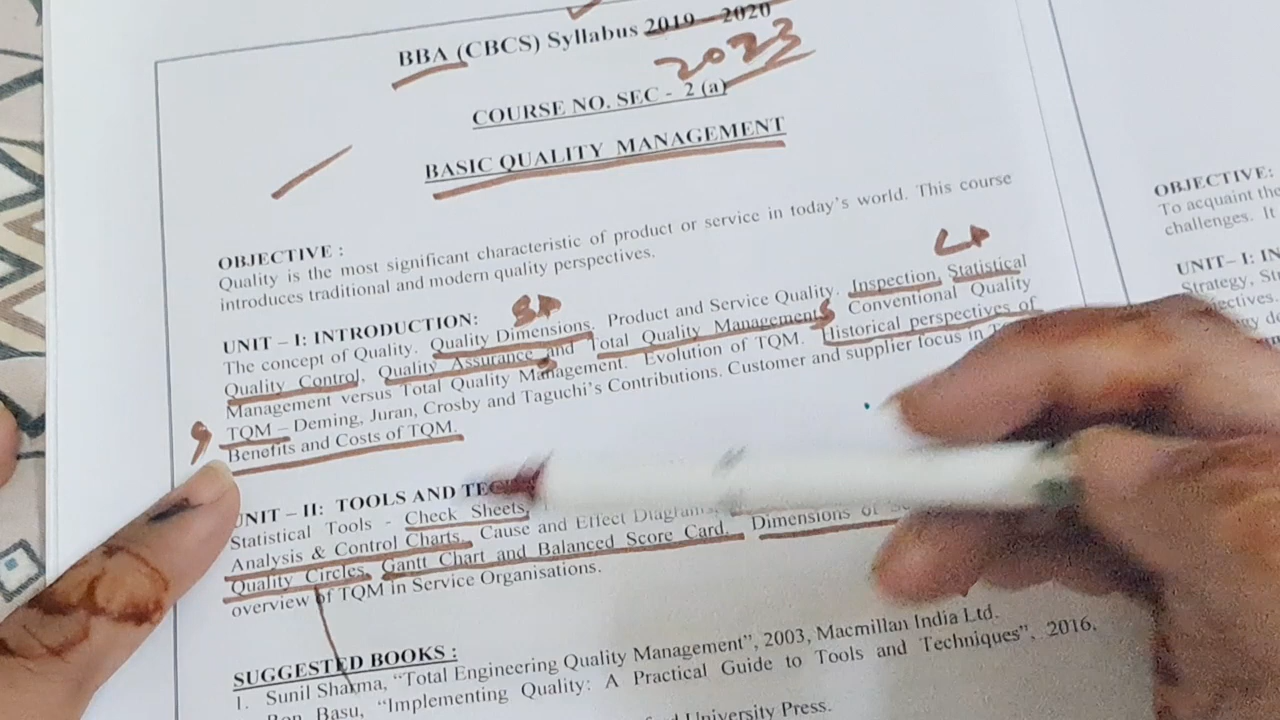 BBA (CBCS) Syllabus 2019 – 2020
2023
COURSE NO. SEC - 2 (a)
BASIC QUALITY MANAGEMENT
OBJECTIVE :
Quality is the most significant characteristic of product or service in today's world. This course
introduces traditional and modern quality perspectives.
UNIT – I: INTRODUCTION:
The concept of Quality. Quality Dimensions. Product and Service Quality. Inspection, Statistical
Quality Control, Quality Assurance and Total Quality Management. Conventional Quality
Management versus Total Quality Management. Evolution of TQM. Historical perspectives of
TQM – Deming, Juran, Crosby and Taguchi's Contributions. Customer and supplier focus in
Benefits and Costs of TQM.
UNIT – II: TOOLS AND
Statistical Tools - Check Sheets, Cause and Effect
Analysis & Control Charts. Dimensions of
Quality Circles, Gantt Chart and Balanced Score Card.
overview of TQM in Service Organisations.
SUGGESTED BOOKS :
1. Sunil Sharma, "Total Engineering Quality Management", 2003, Macmillan India Ltd.
Ron Basu, "Implementing Quality: A Practical Guide to Tools and Techniques", 2016,
University Press.
OBJECTIVE:
To acquaint the
challenges. It
UNIT– I:
Strategy,